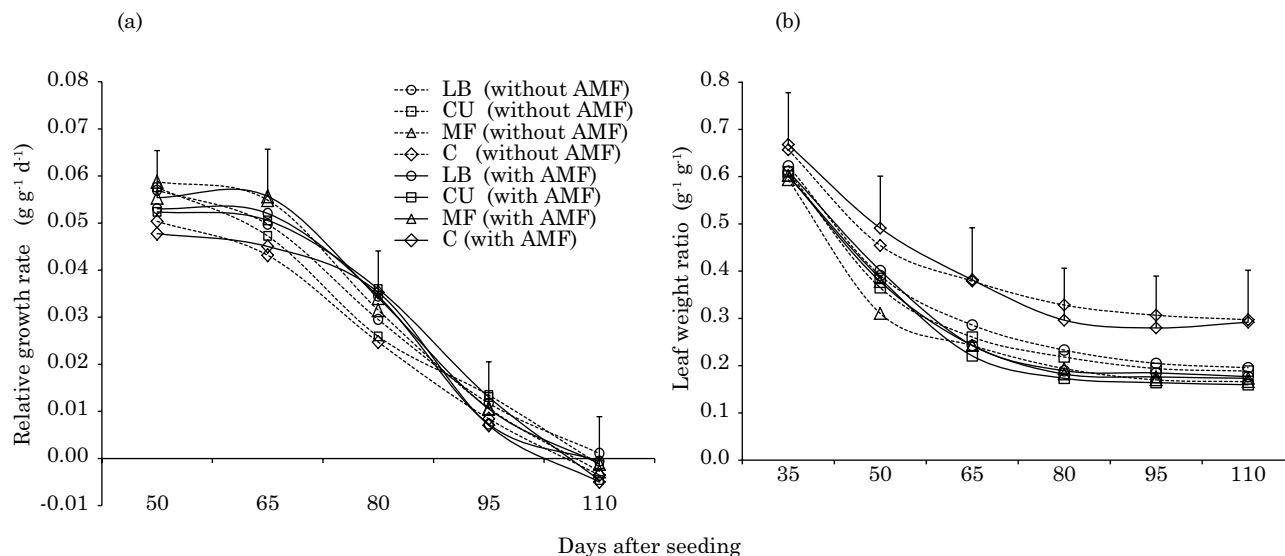 (a)
(b)
0.08
0.07
0.06
0.05
0.04
0.03
0.02
0.01
0.00
-0.01
Relative growth rate (g g⁻¹ d⁻¹)
50 65 80 95 110
LB (without AMF)
CU (without AMF)
MF (without AMF)
C (without AMF)
LB (with AMF)
CU (with AMF)
MF (with AMF)
C (with AMF)
0.8
0.7
0.6
0.5
0.4
0.3
0.2
0.1
0.0
Leaf weight ratio (g⁻¹ g⁻¹)
35 50 65 80 95 110
Days after seeding